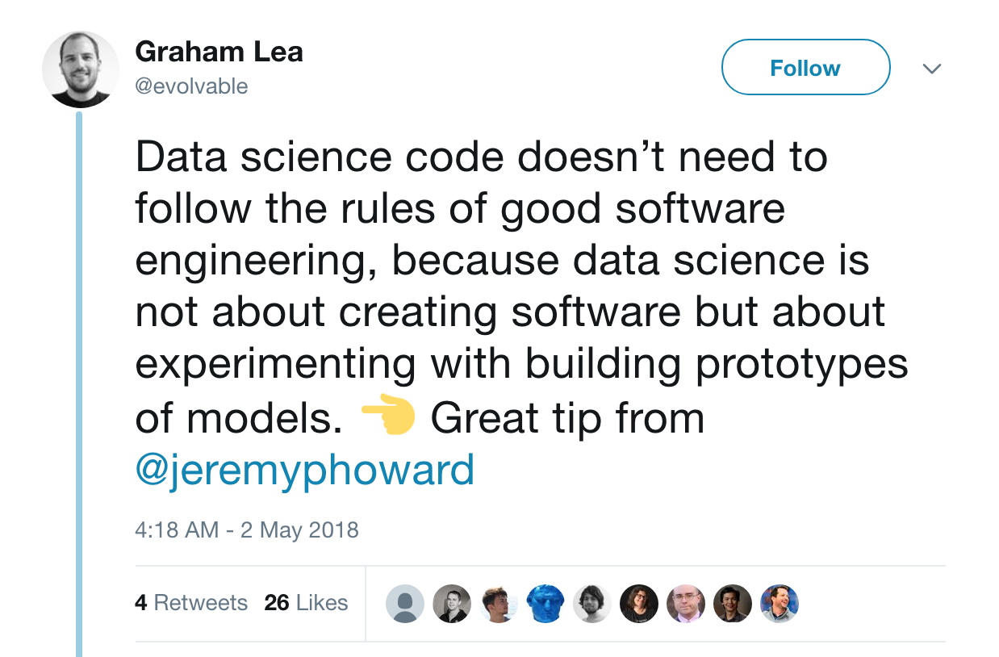 Graham Lea
@evolvable
Follow
Data science code doesn’t need to
follow the rules of good software
engineering, because data science is
not about creating software but about
experimenting with building prototypes
of models. 👈 Great tip from
@jeremyphoward
4:18 AM - 2 May 2018
4 Retweets 26 Likes